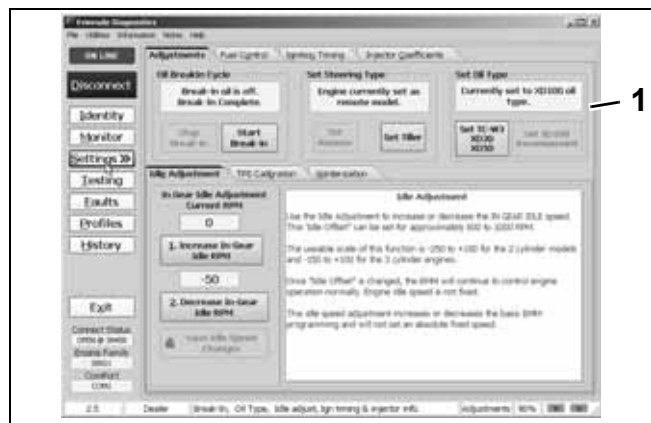 Evinrude Diagnostics
File Utilities Information Notes Help
ON LINE
Disconnect
Identity
Monitor
Settings »
Testing
Faults
Profiles
History
Exit
Connect Status
Engine Family
ComPort
COM1
Adjustments Fuel Control Ignition Timing Injector Coefficients
Oil Breakin Cycle
Break-in oil is off.
Break-in Complete.
Stop
Break-in
Start
Break-in
Set Steering Type
Engine currently set as
remote model.
Set
Remote
Set Tiller
Set Oil Type
Currently set to XD100 oil
type.
Set TC-W3
XD30
XD50
Set XD100
1
Idle Adjustment TPS Calibration Winterization
In Gear Idle Adjustment
Current RPM
0
1. Increase In-Gear
Idle RPM
-50
2. Decrease In-Gear
Idle RPM
Save Idle Speed
Changes
Idle Adjustment
Use the Idle Adjustment to increase or decrease the IN GEAR IDLE speed.
The "Idle Offset" can be set for approximately to 1000 RPM.
The useable scale of this function is -250 to +100 for the 2 cylinder models
and -150 to +100 for the 3 cylinder engines.
Once "Idle Offset" is changed, the EMM will continue to control engine
operation normally. Engine idle speed is not fixed.
The idle speed adjustment increases or decreases the basic EMM
programming and will not set an absolute fixed speed.
2.5 Dealer Break-In, Oil Type, Idle adjust, Ign timing & injector info. Adjustments 90%